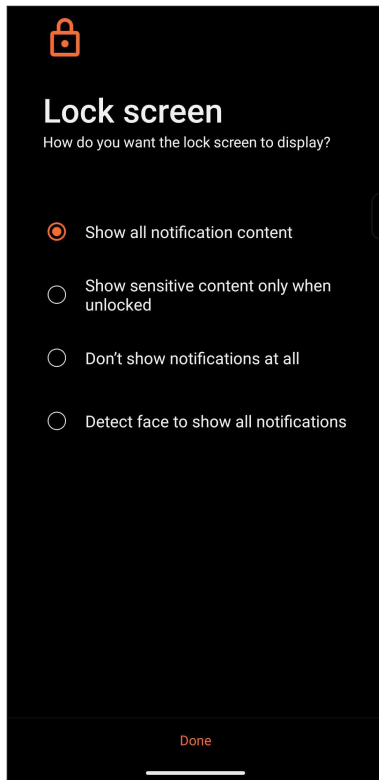 Lock screen
How do you want the lock screen to display?
Show all notification content
Show sensitive content only when
unlocked
Don't show notifications at all
Detect face to show all notifications
Done